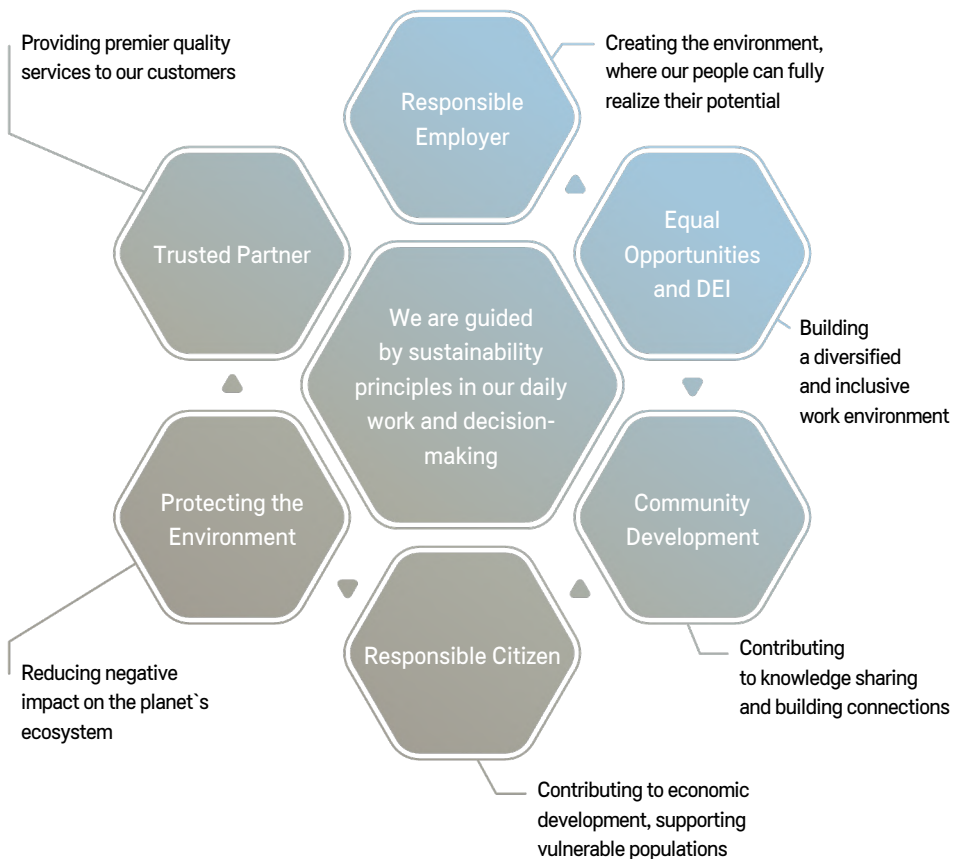 Providing premier quality
services to our customers
Responsible
Employer
Creating the environment,
where our people can fully
realize their potential
Trusted Partner
Equal
Opportunities
and DEI
Building
a diversified
and inclusive
work environment
We are guided
by sustainability
principles in our daily
work and decision-
making
Protecting the
Environment
Community
Development
Reducing negative
impact on the planet`s
ecosystem
Responsible Citizen
Contributing
to knowledge sharing
and building connections
Contributing to economic
development, supporting
vulnerable populations